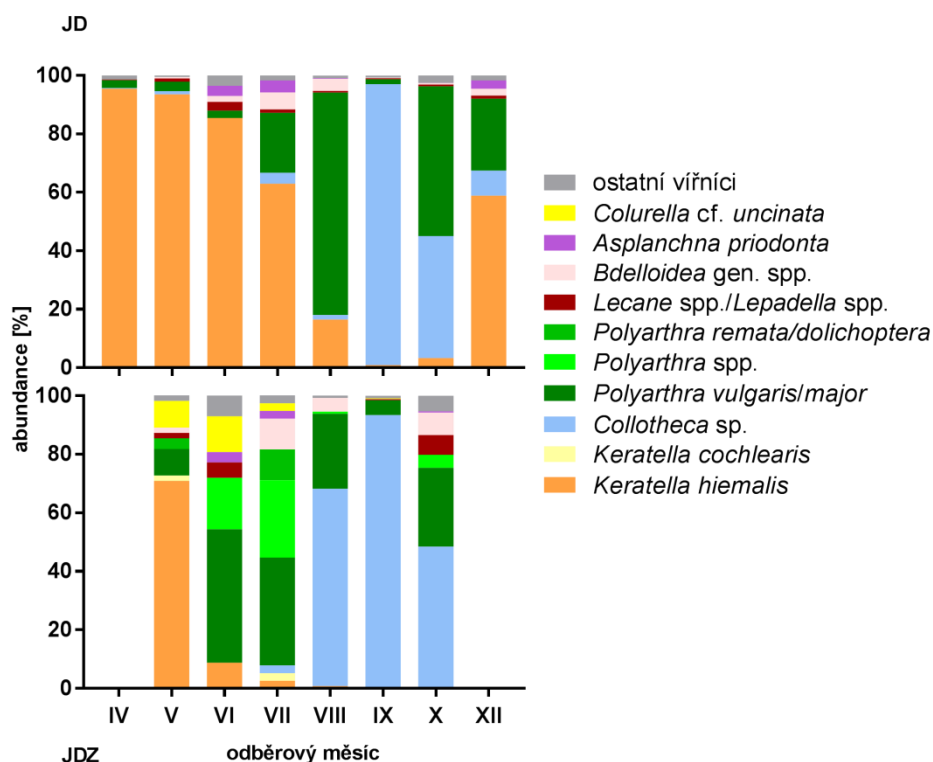 JD
100
80
60
40
20
0
abundance [%]
100
80
60
40
20
0
IV V VI VII VIII IX X XII
JDZ odběrový měsíc
ostatní vířníci
Colurella cf. uncinata
Asplanchna priodonta
Bdelloidea gen. spp.
Lecane spp./Lepadella spp.
Polyarthra remata/dolichoptera
Polyarthra spp.
Polyarthra vulgaris/major
Collotheca sp.
Keratella cochlearis
Keratella hiemalis